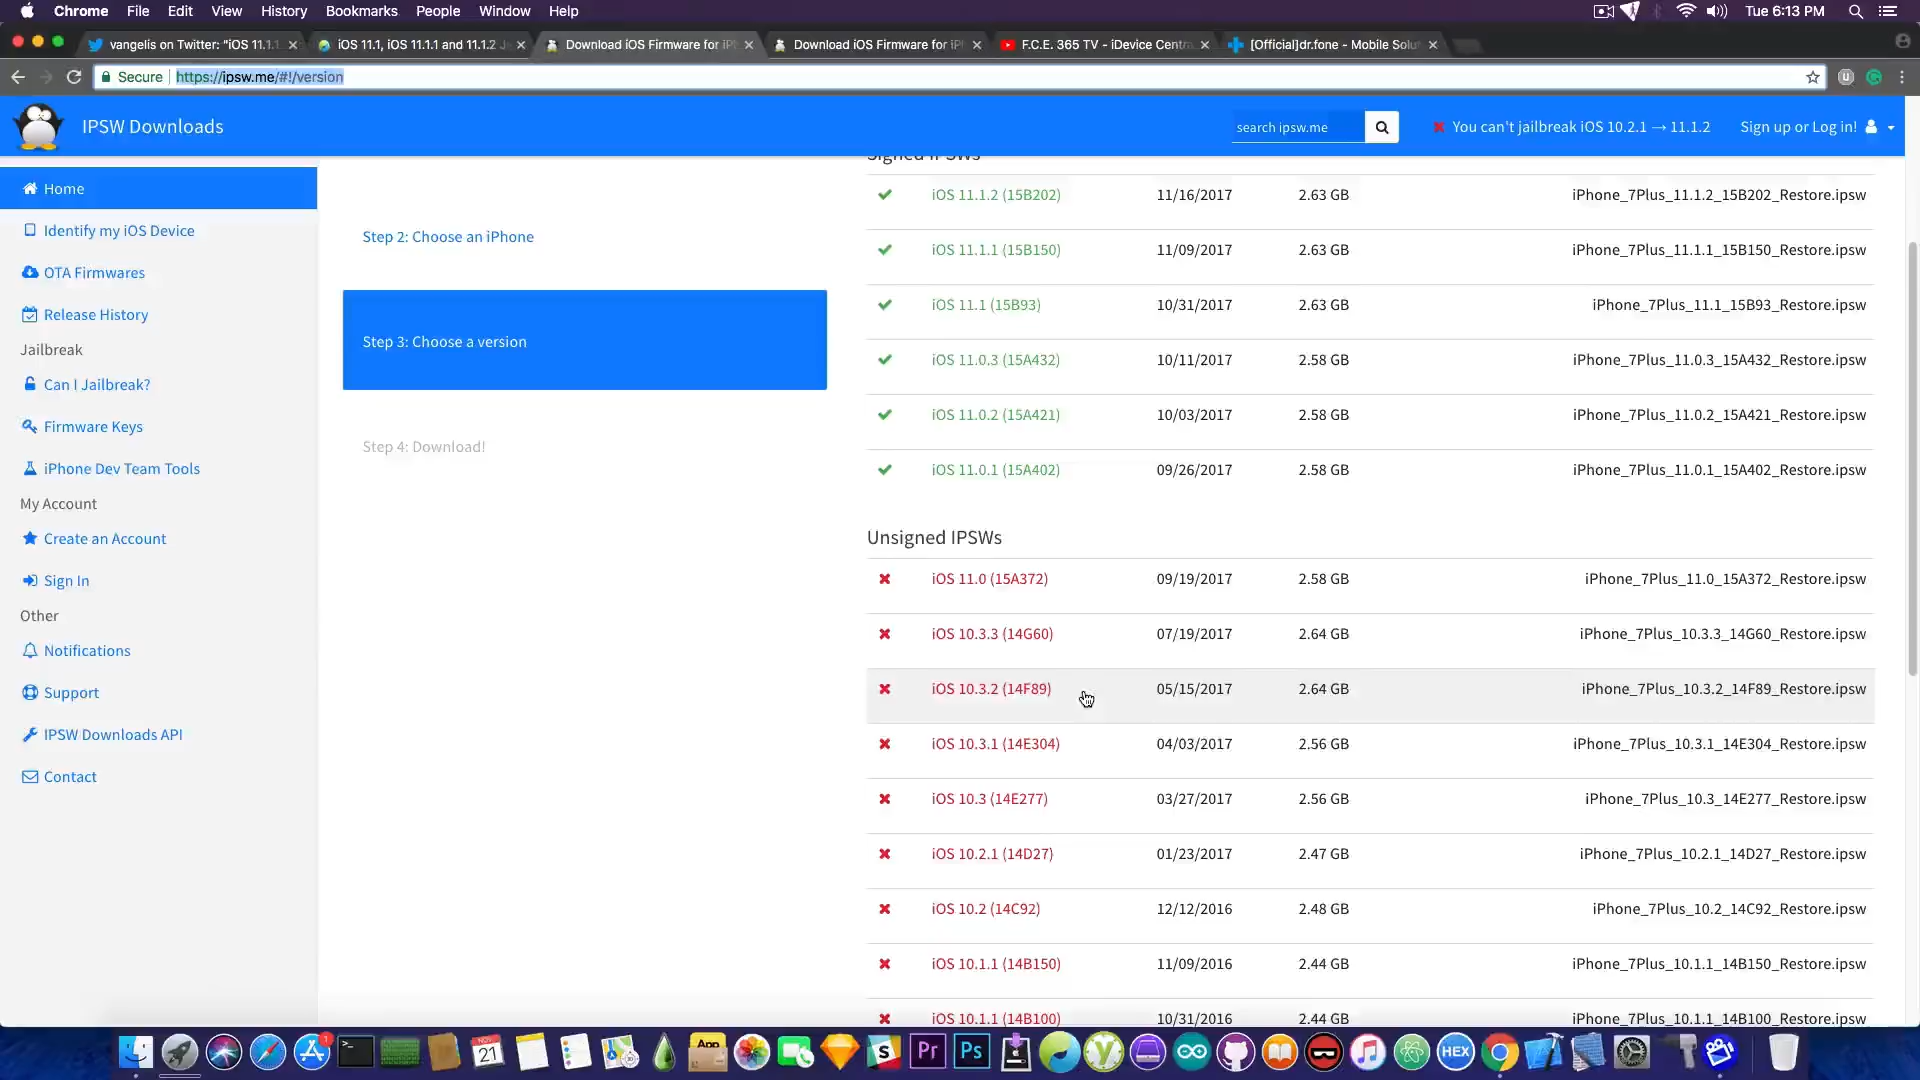 Chrome File Edit View History Bookmarks People Window Help
Tue 6:13 PM
vangelis on Twitter: "iOS 11.1.1
iOS 11.1, iOS 11.1.1 and 11.1.2 J
Download iOS Firmware for iP
Download iOS Firmware for iP
F.C.E. 365 TV - iDevice Centra
[Official]dr.fone - Mobile Solut
Secure https://ipsw.me/#!/version
IPSW Downloads
search ipsw.me
You can't jailbreak iOS 10.2.1 → 11.1.2
Sign up or Log in!
Home
Identify my iOS Device
OTA Firmwares
Release History
Jailbreak
Can I Jailbreak?
Firmware Keys
iPhone Dev Team Tools
My Account
Create an Account
Sign In
Other
Notifications
Support
IPSW Downloads API
Contact
Step 2: Choose an iPhone
Step 3: Choose a version
Step 4: Download!
Signed IPSWs
iOS 11.1.2 (15B202) 11/16/2017 2.63 GB iPhone_7Plus_11.1.2_15B202_Restore.ipsw
iOS 11.1.1 (15B150) 11/09/2017 2.63 GB iPhone_7Plus_11.1.1_15B150_Restore.ipsw
iOS 11.1 (15B93) 10/31/2017 2.63 GB iPhone_7Plus_11.1_15B93_Restore.ipsw
iOS 11.0.3 (15A432) 10/11/2017 2.58 GB iPhone_7Plus_11.0.3_15A432_Restore.ipsw
iOS 11.0.2 (15A421) 10/03/2017 2.58 GB iPhone_7Plus_11.0.2_15A421_Restore.ipsw
iOS 11.0.1 (15A402) 09/26/2017 2.58 GB iPhone_7Plus_11.0.1_15A402_Restore.ipsw
Unsigned IPSWs
iOS 11.0 (15A372) 09/19/2017 2.58 GB iPhone_7Plus_11.0_15A372_Restore.ipsw
iOS 10.3.3 (14G60) 07/19/2017 2.64 GB iPhone_7Plus_10.3.3_14G60_Restore.ipsw
iOS 10.3.2 (14F89) 05/15/2017 2.64 GB iPhone_7Plus_10.3.2_14F89_Restore.ipsw
iOS 10.3.1 (14E304) 04/03/2017 2.56 GB iPhone_7Plus_10.3.1_14E304_Restore.ipsw
iOS 10.3 (14E277) 03/27/2017 2.56 GB iPhone_7Plus_10.3_14E277_Restore.ipsw
iOS 10.2.1 (14D27) 01/23/2017 2.47 GB iPhone_7Plus_10.2.1_14D27_Restore.ipsw
iOS 10.2 (14C92) 12/12/2016 2.48 GB iPhone_7Plus_10.2_14C92_Restore.ipsw
iOS 10.1.1 (14B150) 11/09/2016 2.44 GB iPhone_7Plus_10.1.1_14B150_Restore.ipsw
iOS 10.1.1 (14B100) 10/31/2016 2.44 GB iPhone_7Plus_10.1.1_14B100_Restore.ipsw
NOV 21 App Pr Ps HEX